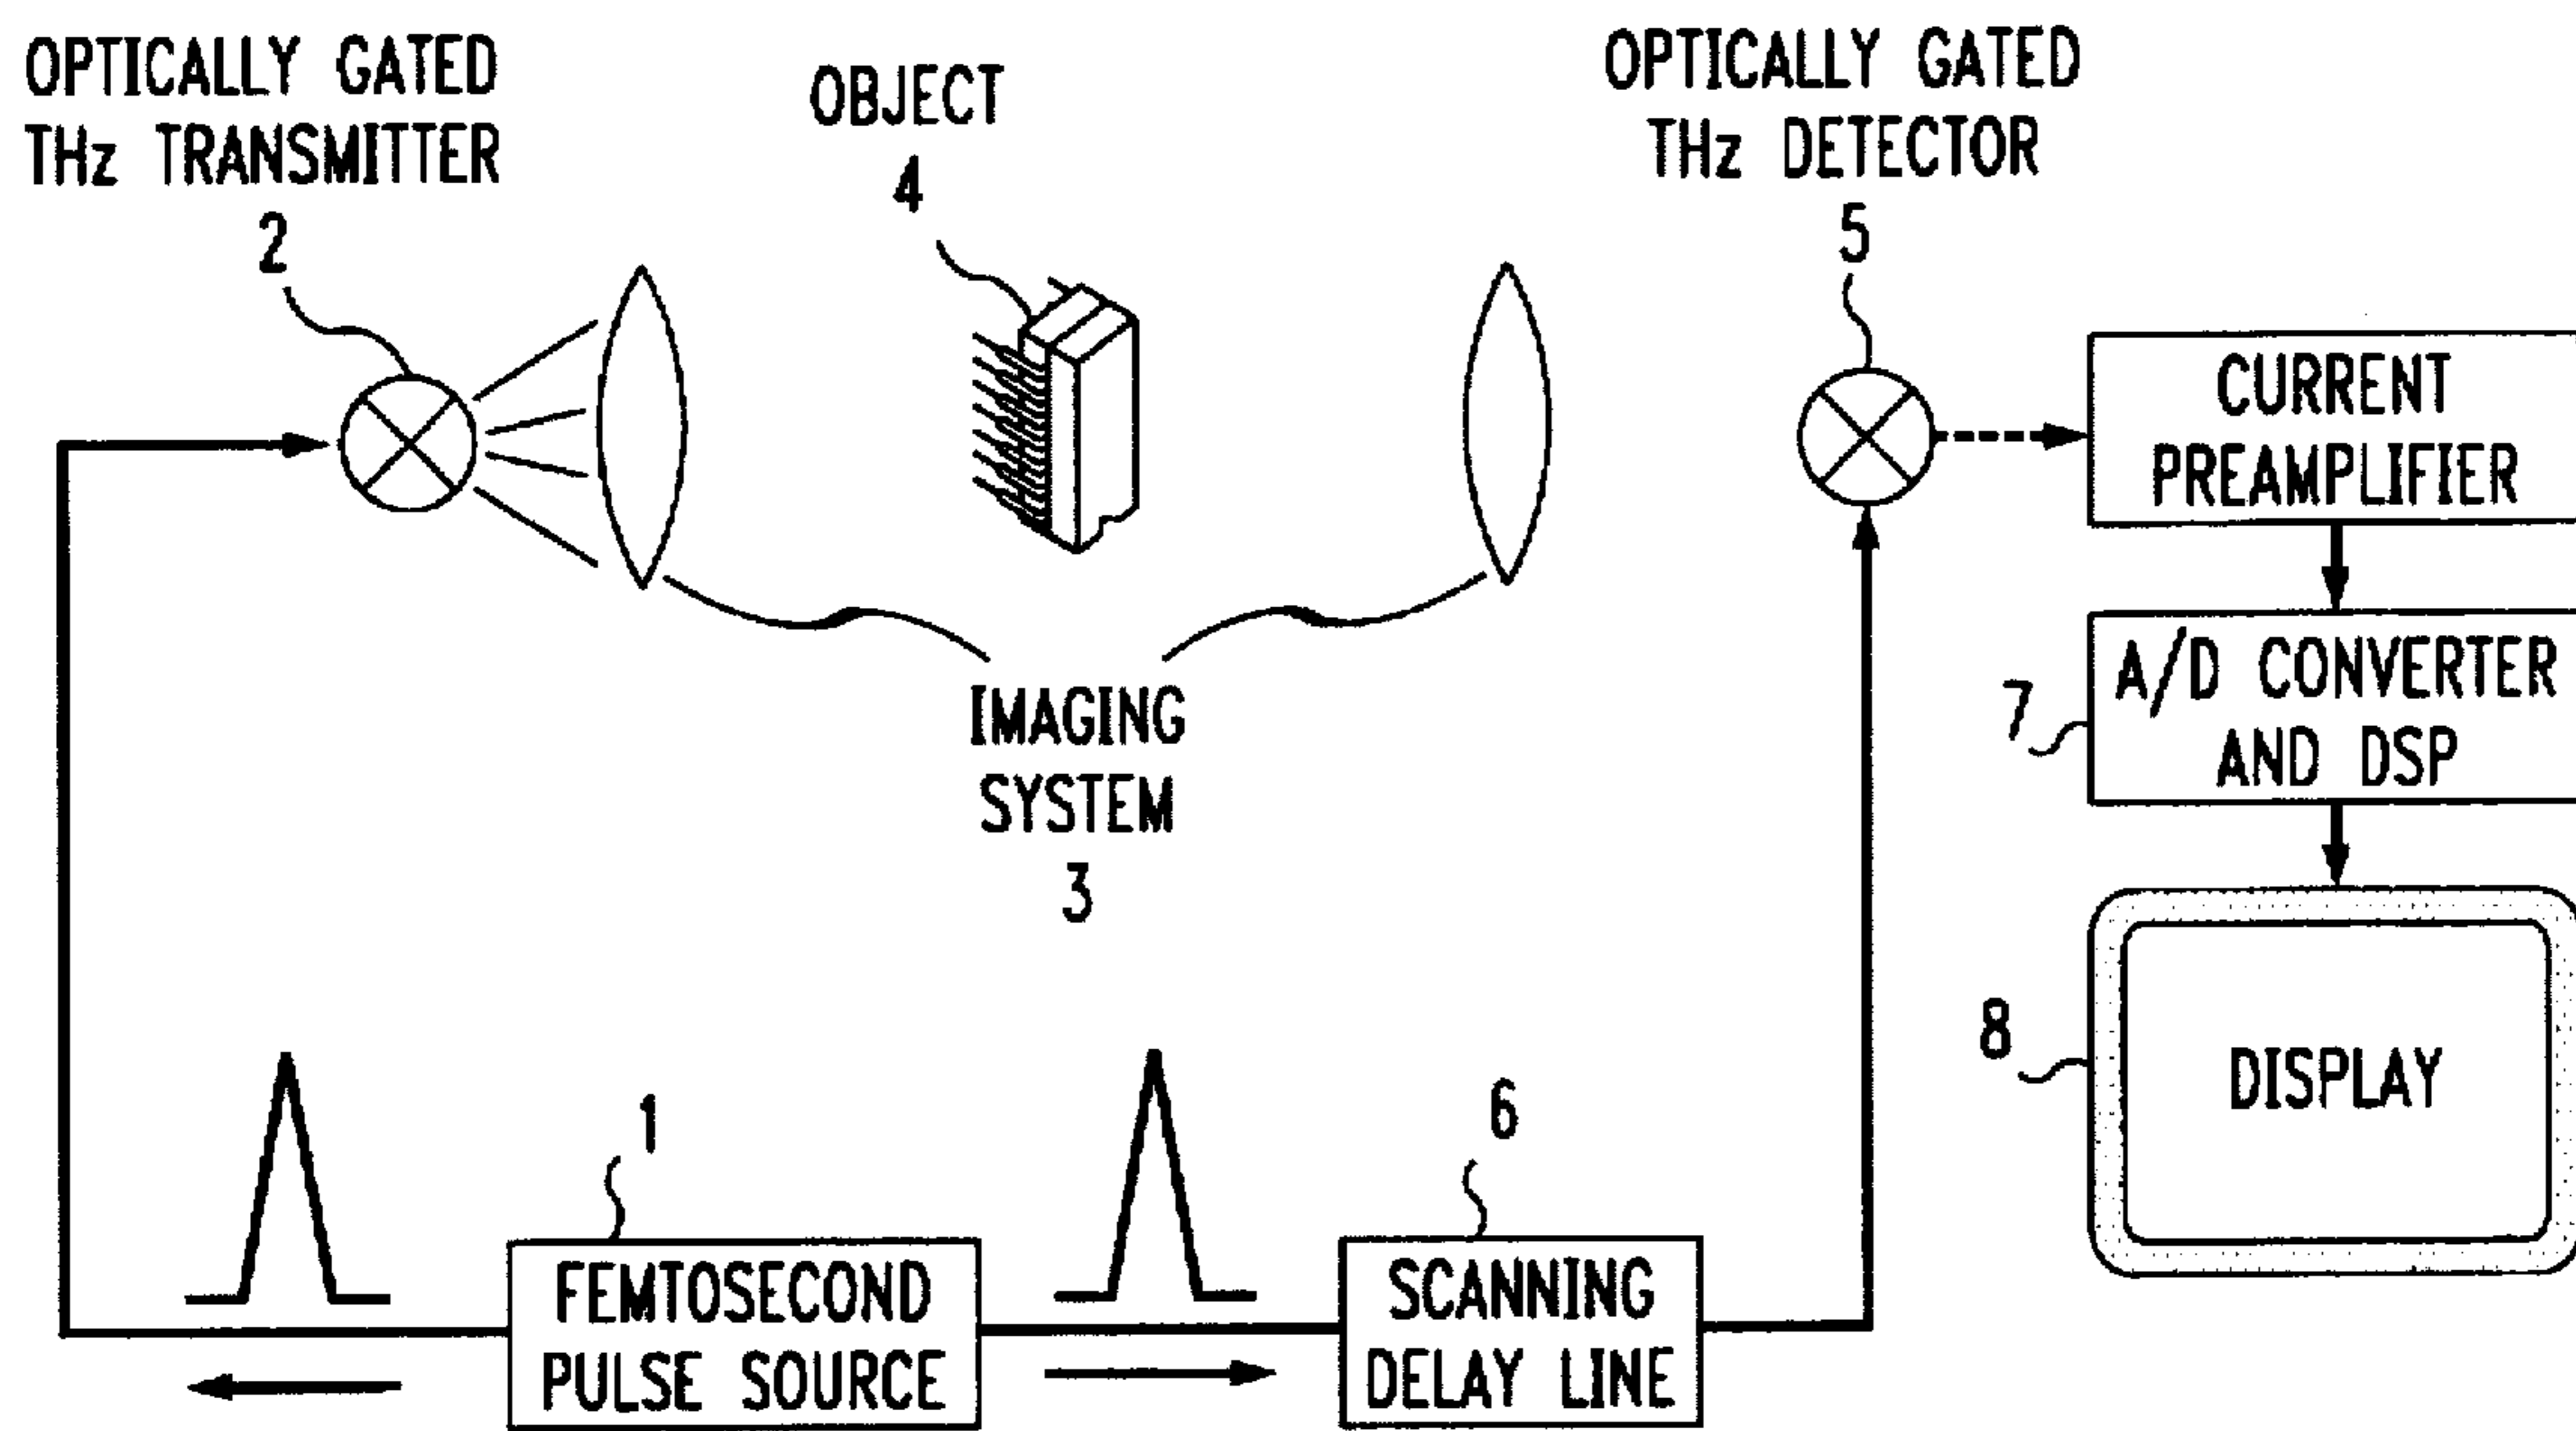 OPTICALLY GATED
THz TRANSMITTER
2
OBJECT
4
OPTICALLY GATED
THz DETECTOR
5
CURRENT
PREAMPLIFIER
A/D CONVERTER
AND DSP
7
IMAGING
SYSTEM
3
8
DISPLAY
1
FEMTOSECOND
PULSE SOURCE
6
SCANNING
DELAY LINE